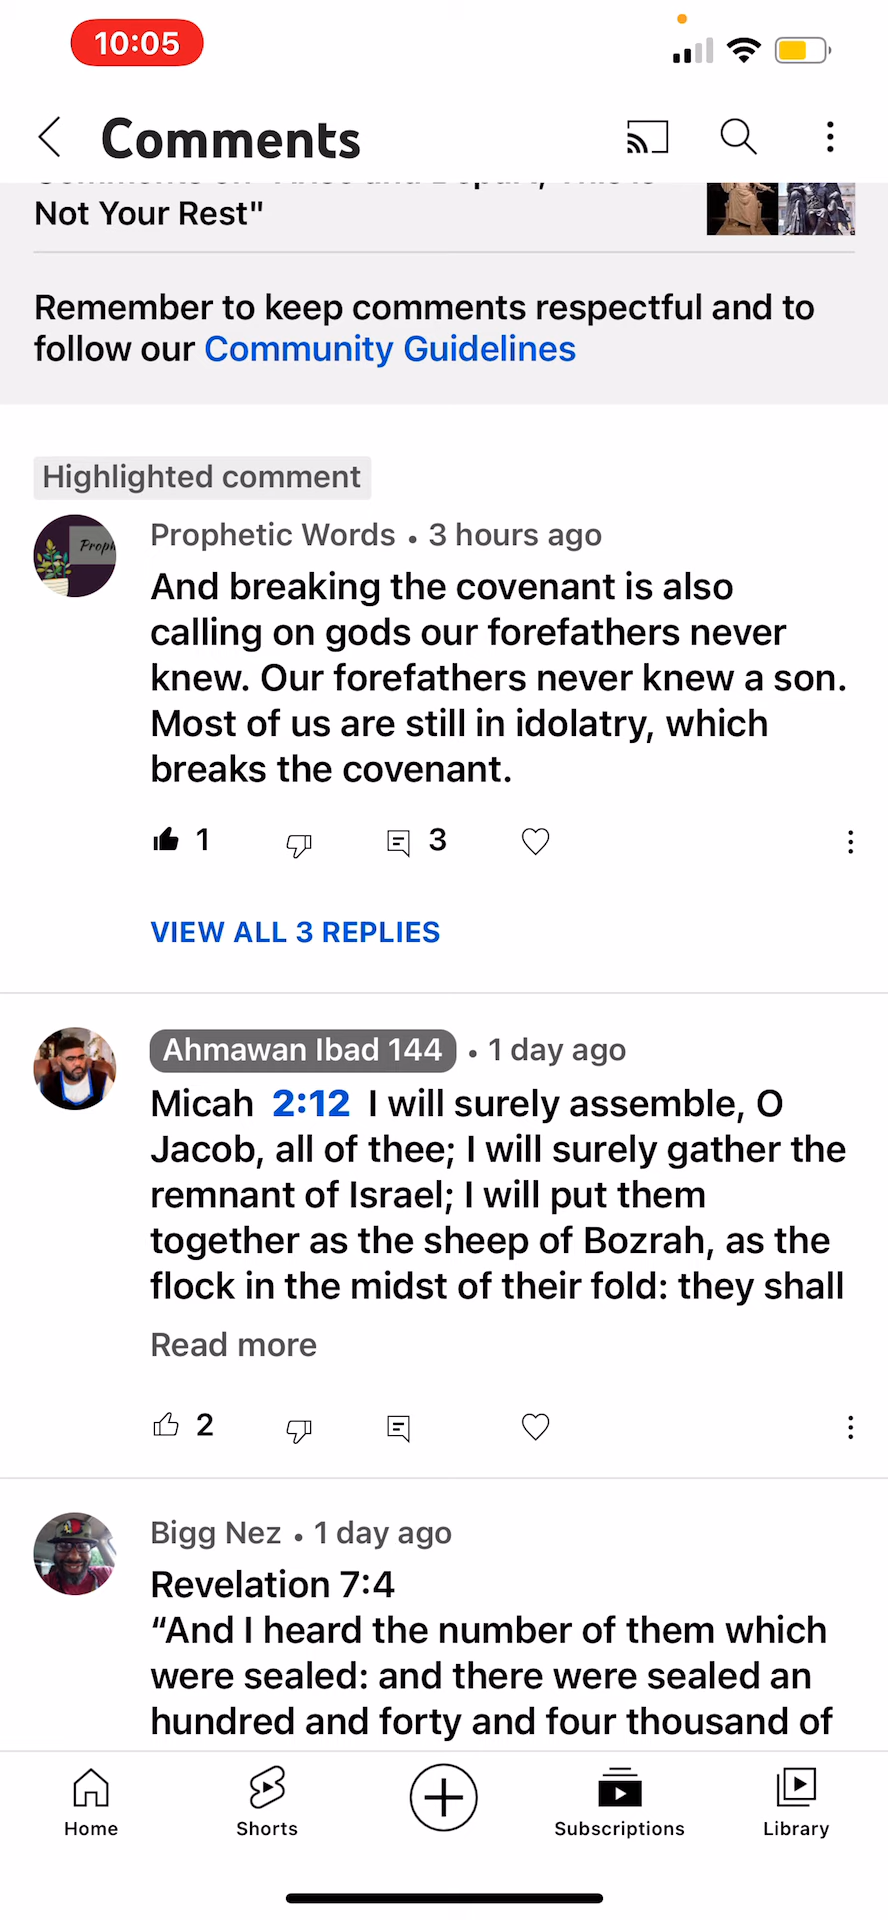 10:05
Comments
Not Your Rest"
Remember to keep comments respectful and to
follow our Community Guidelines
Highlighted comment
Proph
Prophetic Words • 3 hours ago
And breaking the covenant is also
calling on gods our forefathers never
knew. Our forefathers never knew a son.
Most of us are still in idolatry, which
breaks the covenant.
1
3
VIEW ALL 3 REPLIES
Ahmawan Ibad 144 • 1 day ago
Micah 2:12 I will surely assemble, O
Jacob, all of thee; I will surely gather the
remnant of Israel; I will put them
together as the sheep of Bozrah, as the
flock in the midst of their fold: they shall
Read more
2
Bigg Nez • 1 day ago
Revelation 7:4
“And I heard the number of them which
were sealed: and there were sealed an
hundred and forty and four thousand of
Home
Shorts
Subscriptions
Library